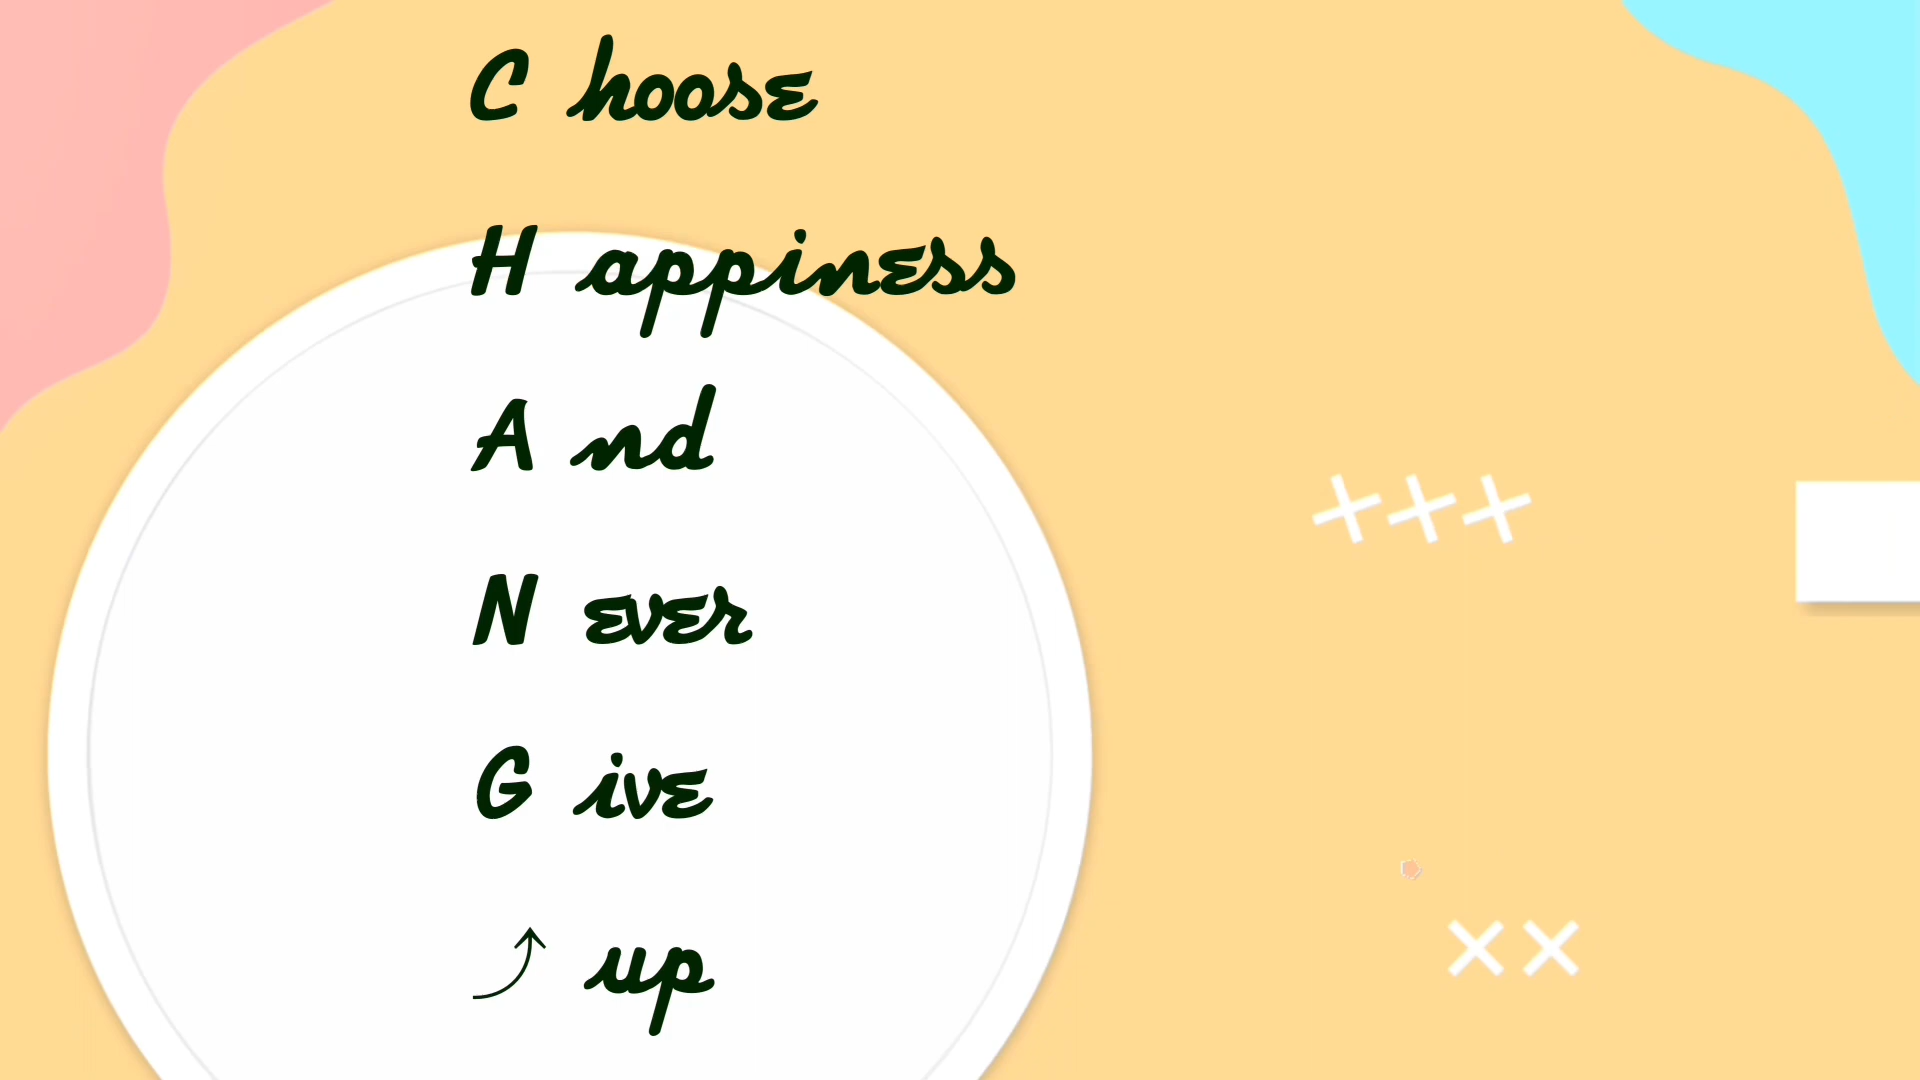 C hoose
H appiness
A nd
N ever
G ive
⤴ up